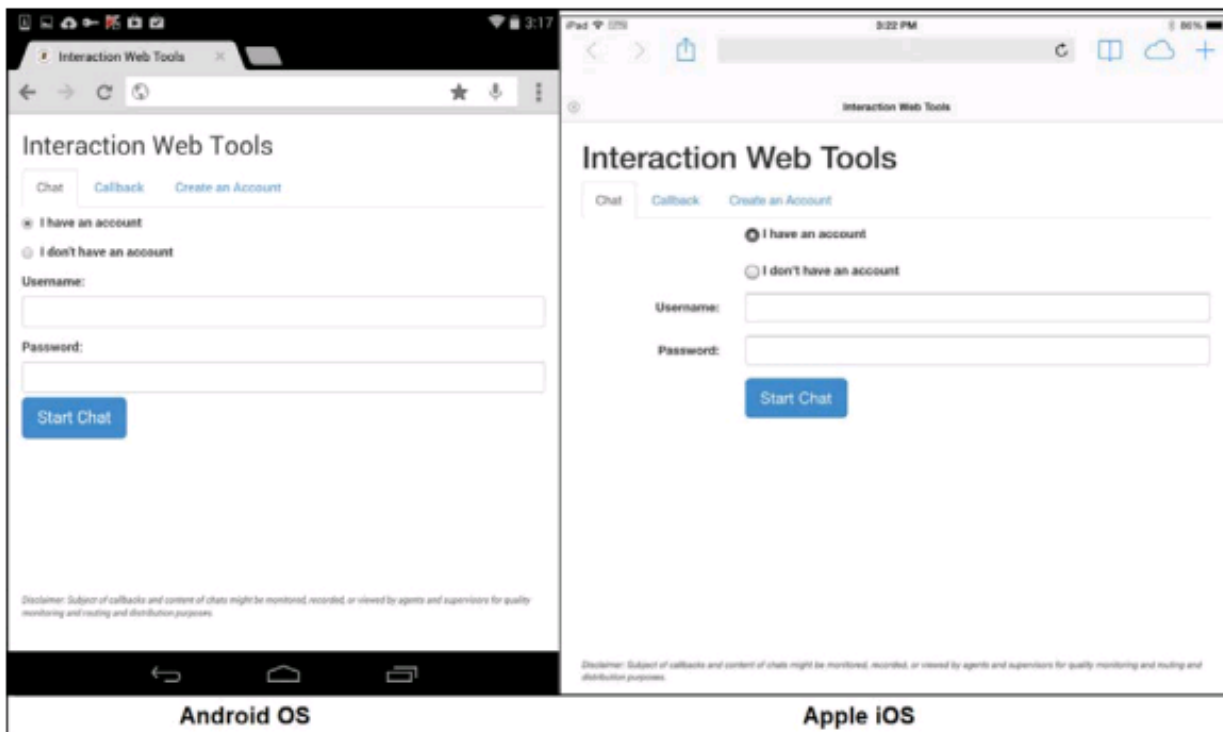 3:17
Interaction Web Tools
Interaction Web Tools
Chat Callback Create an Account
I have an account
I don't have an account
Username:
Password:
Start Chat
Disclaimer: Subject of callbacks and content of chats might be monitored, recorded, or viewed by agents and supervisors for quality
monitoring and routing and distribution purposes.
Android OS
iPad 3:22 PM 86%
Interaction Web Tools
Interaction Web Tools
Chat Callback Create an Account
I have an account
I don't have an account
Username:
Password:
Start Chat
Disclaimer: Subject of callbacks and content of chats might be monitored, recorded, or viewed by agents and supervisors for quality monitoring and routing and
distribution purposes.
Apple iOS